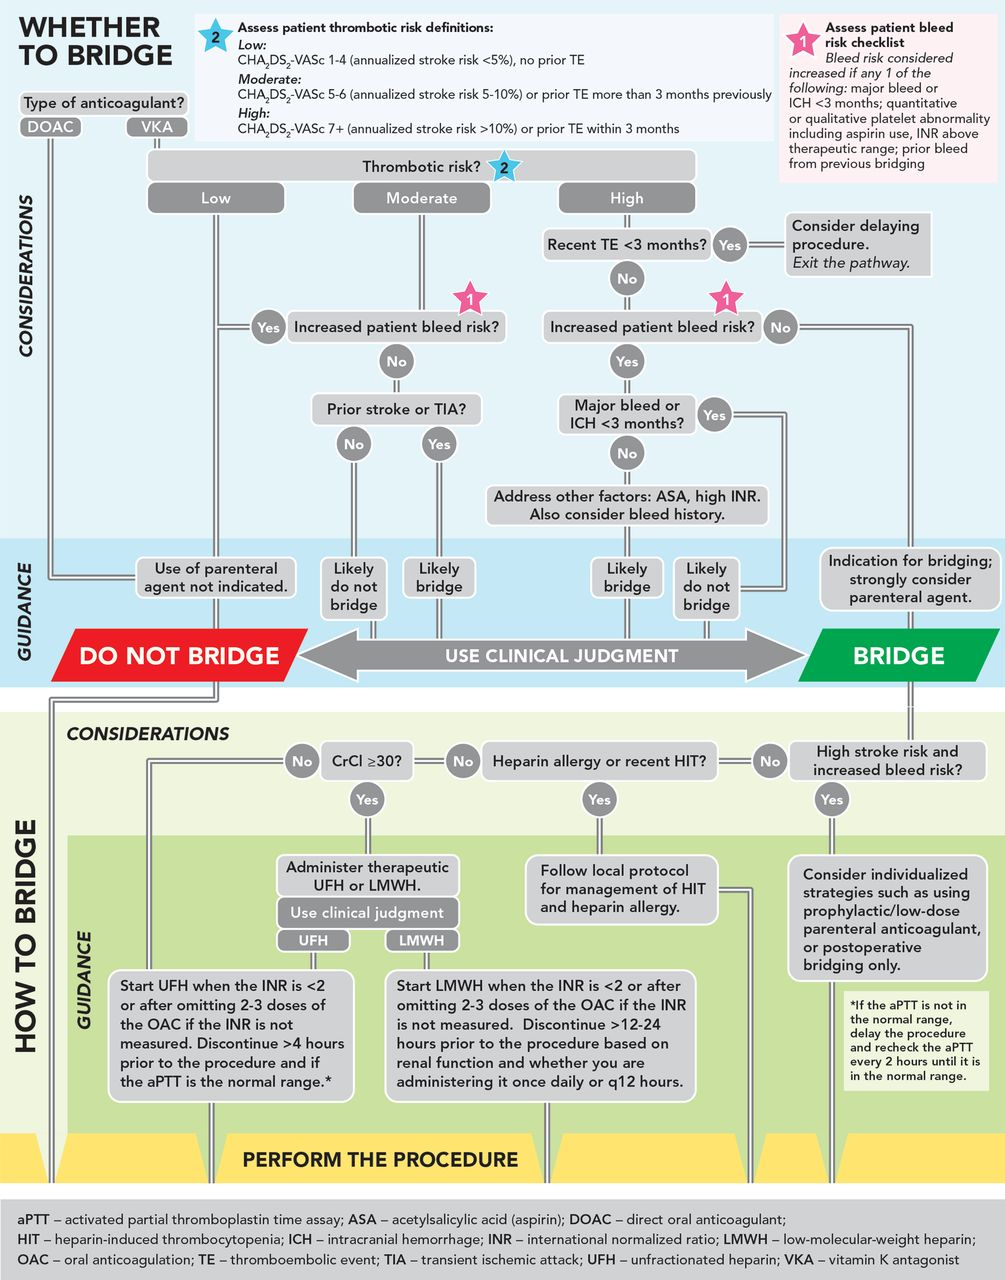 WHETHER
TO BRIDGE
2
Assess patient thrombotic risk definitions:
Low:
CHA2DS2-VASc 1-4 (annualized stroke risk <5%), no prior TE
Moderate:
CHA2DS2-VASc 5-6 (annualized stroke risk 5-10%) or prior TE more than 3 months previously
High:
CHA2DS2-VASc 7+ (annualized stroke risk >10%) or prior TE within 3 months
1
Assess patient bleed
risk checklist
Bleed risk considered
increased if any 1 of the
following: major bleed or
ICH <3 months; quantitative
or qualitative platelet abnormality
including aspirin use, INR above
therapeutic range; prior bleed
from previous bridging
Type of anticoagulant?
DOAC
VKA
CONSIDERATIONS
Thrombotic risk?
2
Low
Moderate
High
Recent TE <3 months?
Yes
Consider delaying
procedure.
Exit the pathway.
No
1
1
Yes
Increased patient bleed risk?
Increased patient bleed risk?
No
No
Yes
Prior stroke or TIA?
Major bleed or
ICH <3 months?
Yes
No
Yes
No
Address other factors: ASA, high INR.
Also consider bleed history.
GUIDANCE
Use of parenteral
agent not indicated.
Likely
do not
bridge
Likely
bridge
Likely
bridge
Likely
do not
bridge
Indication for bridging;
strongly consider
parenteral agent.
DO NOT BRIDGE
USE CLINICAL JUDGMENT
BRIDGE
HOW TO BRIDGE
CONSIDERATIONS
No
CrCl ≥30?
No
Heparin allergy or recent HIT?
No
High stroke risk and
increased bleed risk?
Yes
Yes
Yes
GUIDANCE
Administer therapeutic
UFH or LMWH.
Use clinical judgment
UFH
LMWH
Follow local protocol
for management of HIT
and heparin allergy.
Consider individualized
strategies such as using
prophylactic/low-dose
parenteral anticoagulant,
or postoperative
bridging only.
Start UFH when the INR is <2
or after omitting 2-3 doses of
the OAC if the INR is not
measured. Discontinue >4 hours
prior to the procedure and if
the aPTT is the normal range.*
Start LMWH when the INR is <2 or after
omitting 2-3 doses of the OAC if the INR
is not measured. Discontinue >12-24
hours prior to the procedure based on
renal function and whether you are
administering it once daily or q12 hours.
*If the aPTT is not in
the normal range,
delay the procedure
and recheck the aPTT
every 2 hours until it is
in the normal range.
PERFORM THE PROCEDURE
aPTT – activated partial thromboplastin time assay; ASA – acetylsalicylic acid (aspirin); DOAC – direct oral anticoagulant;
HIT – heparin-induced thrombocytopenia; ICH – intracranial hemorrhage; INR – international normalized ratio; LMWH – low-molecular-weight heparin;
OAC – oral anticoagulation; TE – thromboembolic event; TIA – transient ischemic attack; UFH – unfractionated heparin; VKA – vitamin K antagonist